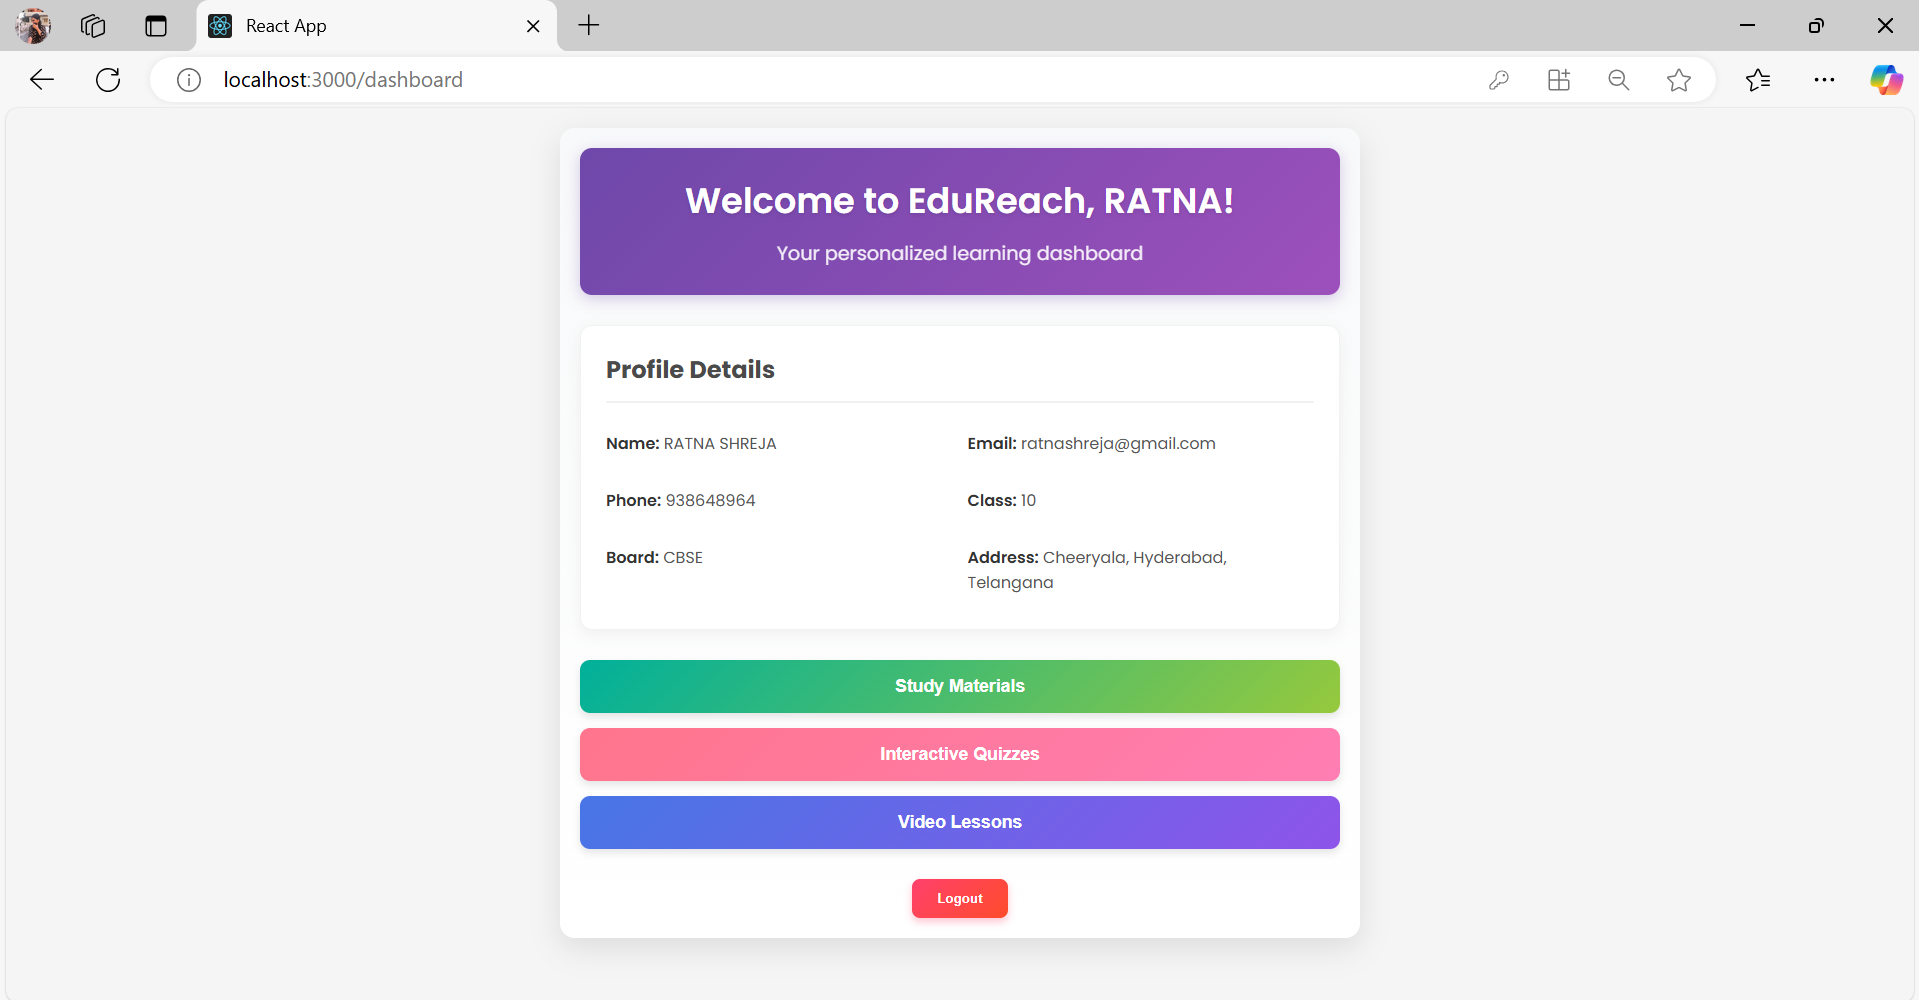 React App
localhost:3000/dashboard
Welcome to EduReach, RATNA!
Your personalized learning dashboard
Profile Details
Name: RATNA SHREJA
Email: ratnashreja@gmail.com
Phone: 938648964
Class: 10
Board: CBSE
Address: Cheeryala, Hyderabad,
Telangana
Study Materials
Interactive Quizzes
Video Lessons
Logout